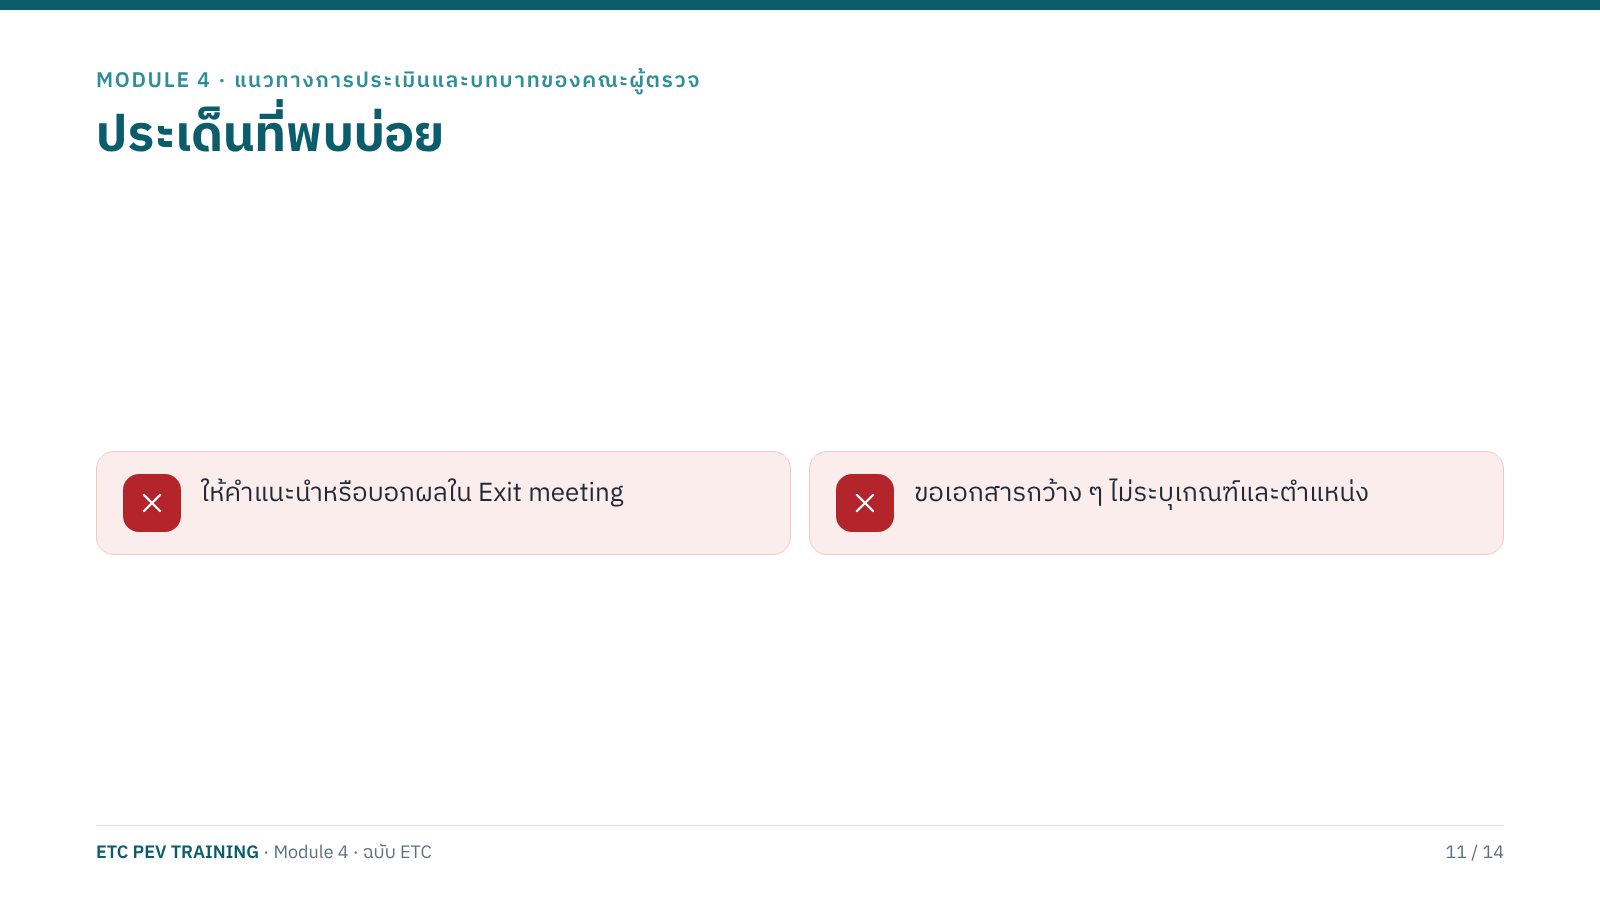 MODULE 4 · แนวทางการประเมินและบทบาทของคณะผู้ตรวจ
ประเด็นที่พบบ่อย
ให้คำแนะนำหรือบอกผลใน Exit meeting
ขอเอกสารกว้าง ๆ ไม่ระบุเกณฑ์และตำแหน่ง
ETC PEV TRAINING · Module 4 · ฉบับ ETC
11 / 14